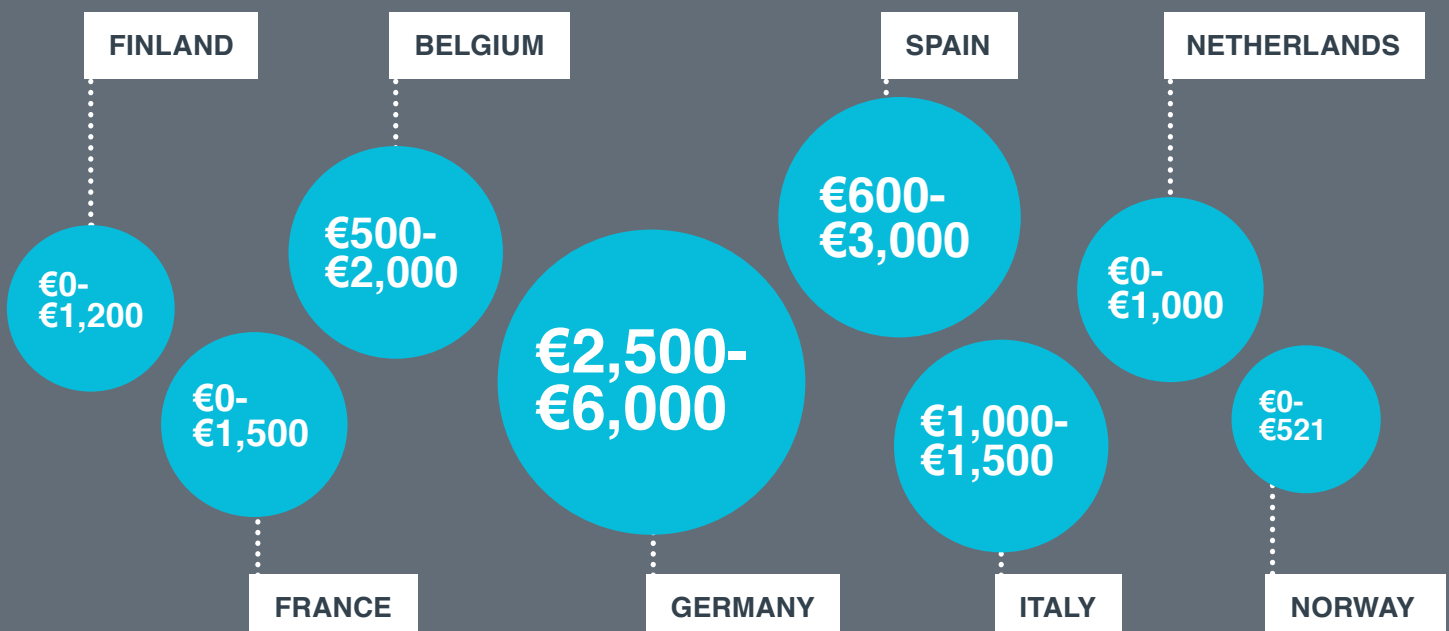 FINLAND
BELGIUM
SPAIN
NETHERLANDS
€0-
€1,200
€0-
€1,500
€500-
€2,000
€2,500-
€6,000
€600-
€3,000
€1,000-
€1,500
€0-
€1,000
€0-
€521
FRANCE
GERMANY
ITALY
NORWAY